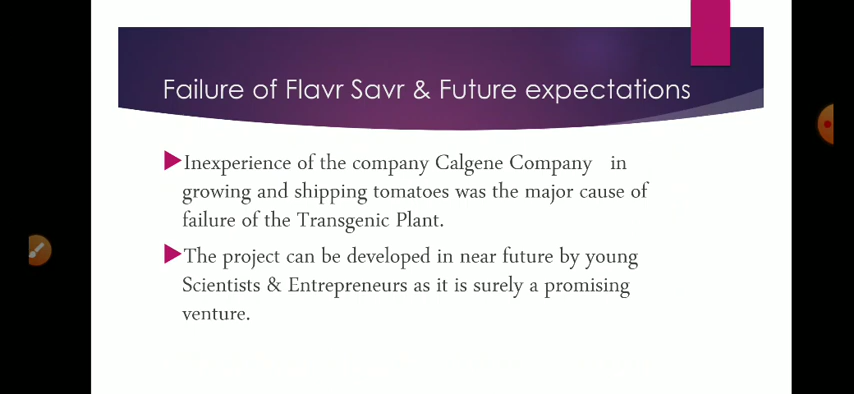 Failure of Flavr Savr & Future expectations
Inexperience of the company Calgene Company in
growing and shipping tomatoes was the major cause of
failure of the Transgenic Plant.
The project can be developed in near future by young
Scientists & Entrepreneurs as it is surely a promising
venture.